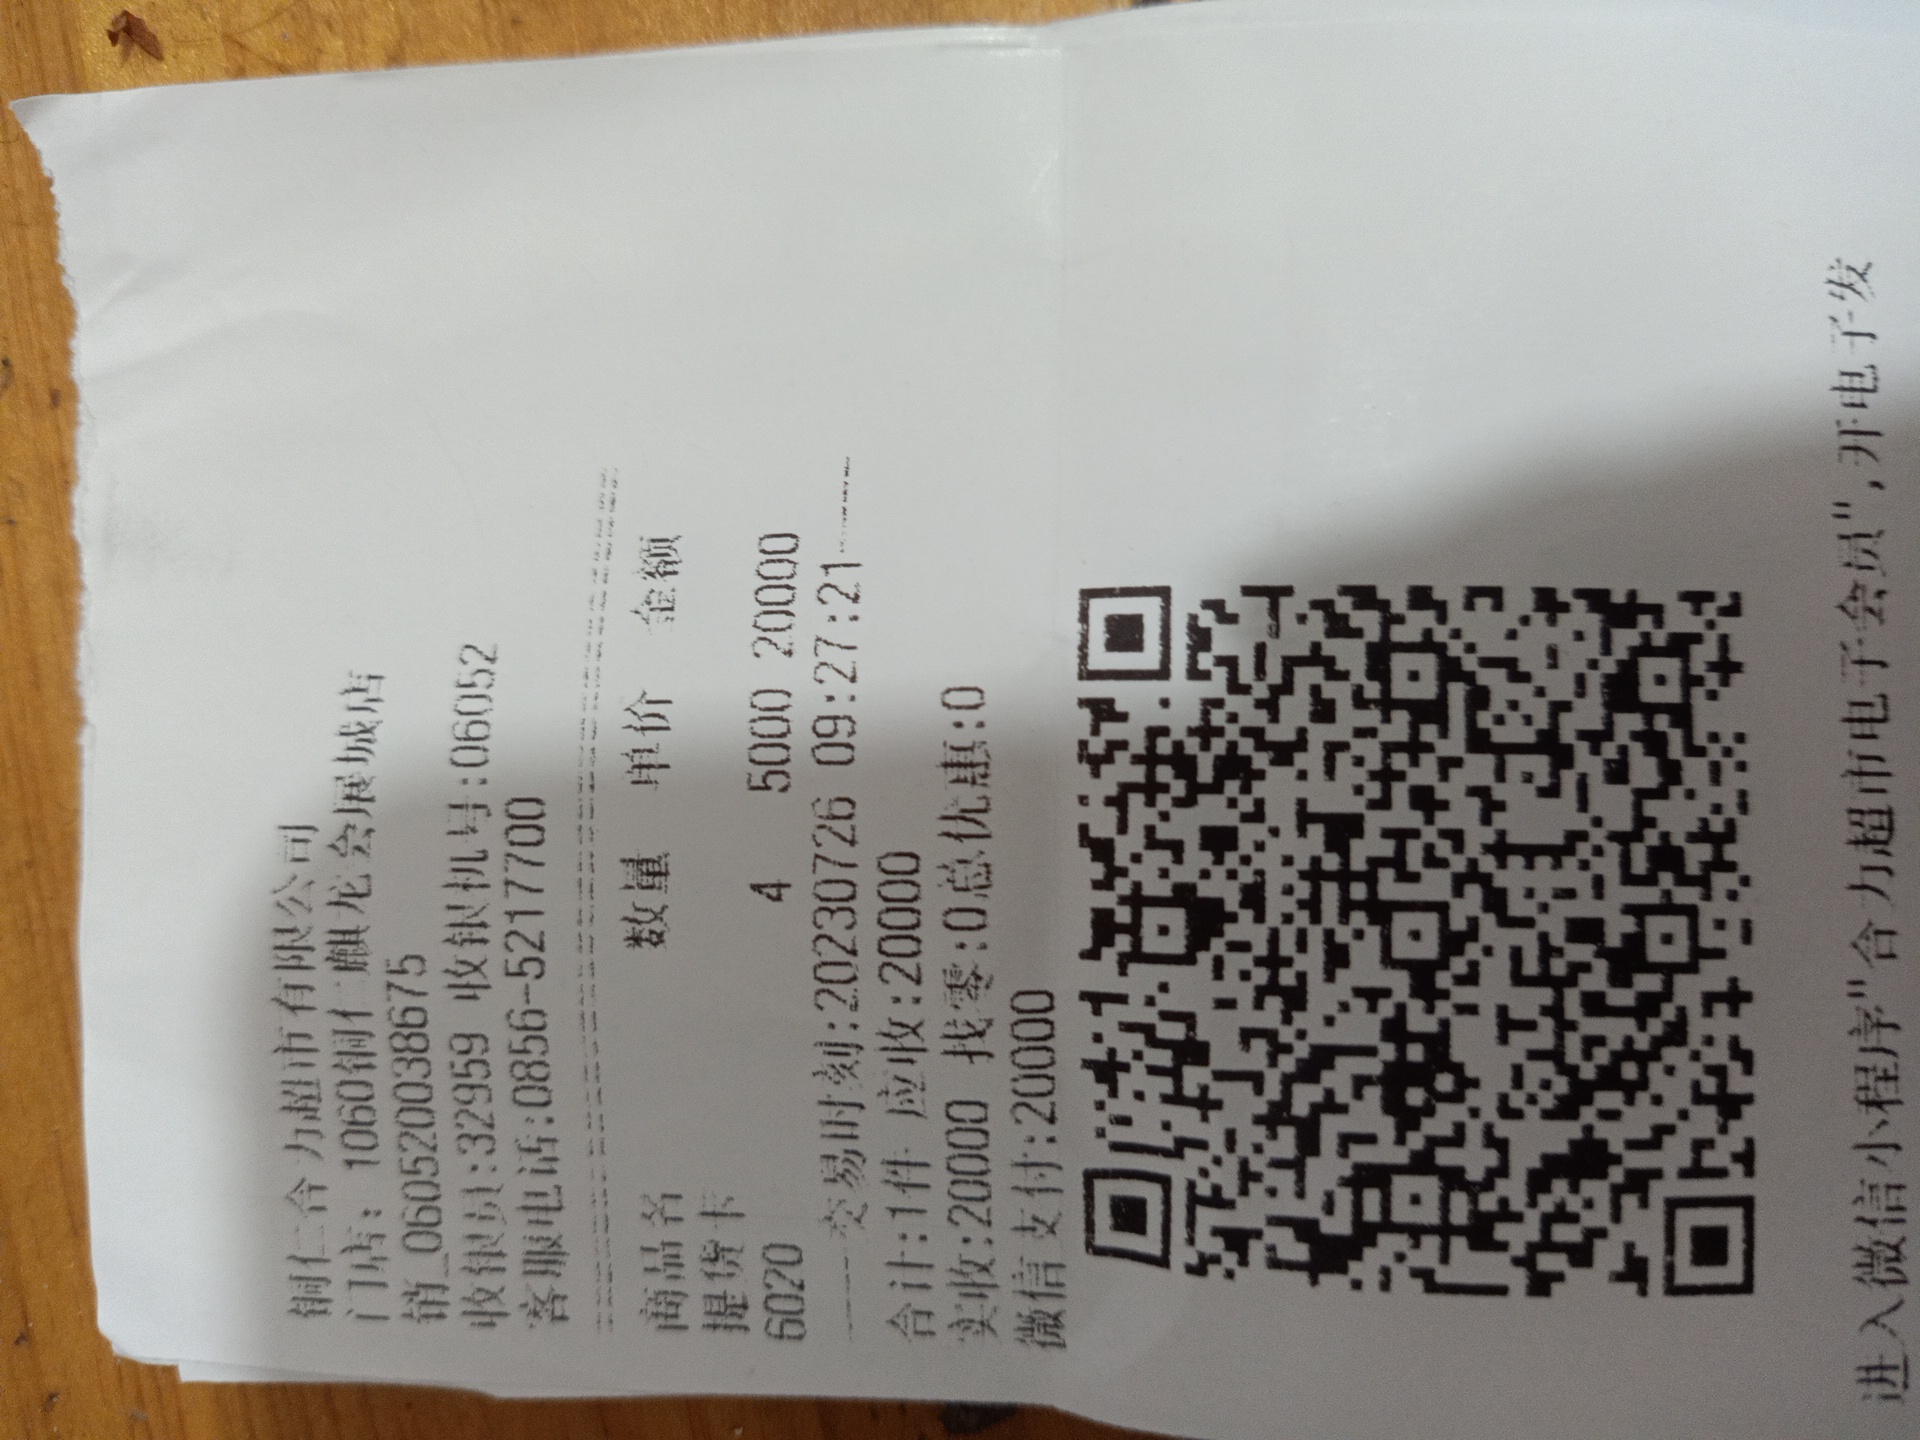 铜仁合力超市有限公司
门店: 1060铜仁麒龙会展城店
销_060520038675
收银员:32959 收银机号:06052
客服电话:0856-5217700
商品名 数量 单价 金额
提货卡
6020 4 5000 20000
交易时刻:20230726 09:27:21
合计:1件 应收:20000
实收:20000 找零:0总优惠:0
微信支付:20000
进入微信小程序"合力超市电子会员",开电子发